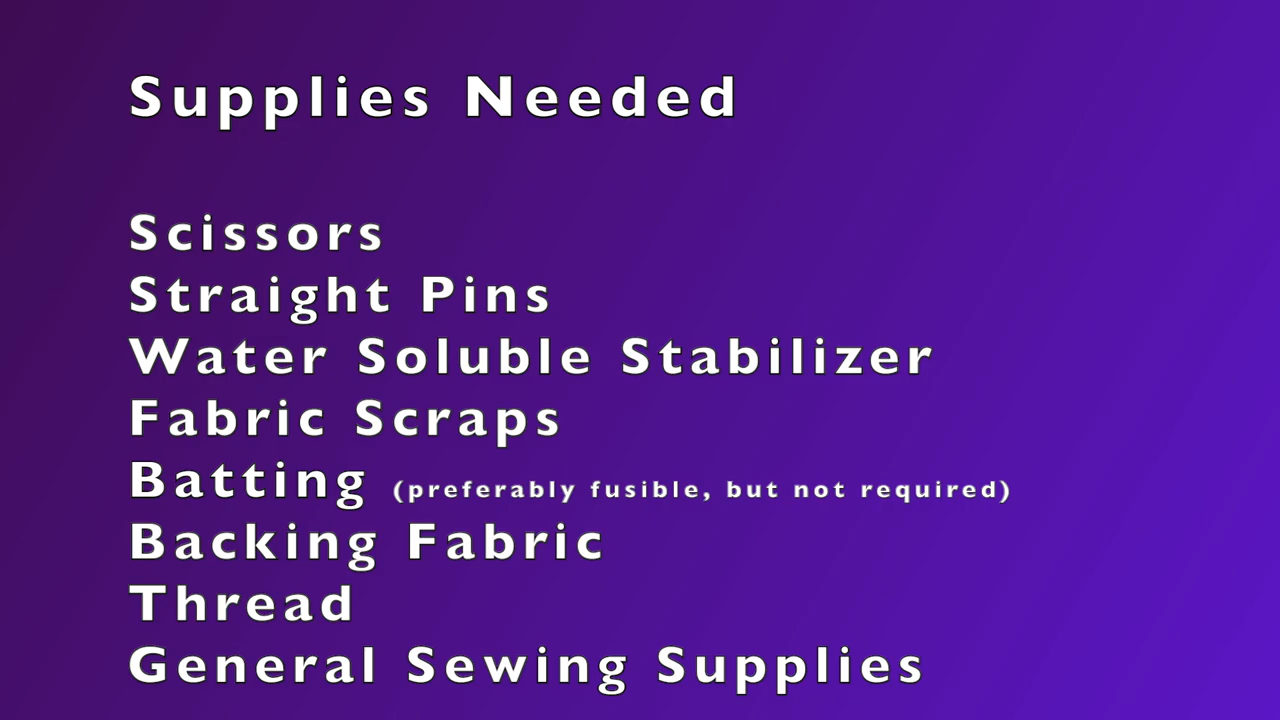 Supplies Needed
Scissors
Straight Pins
Water Soluble Stabilizer
Fabric Scraps
Batting (preferably fusible, but not required)
Backing Fabric
Thread
General Sewing Supplies